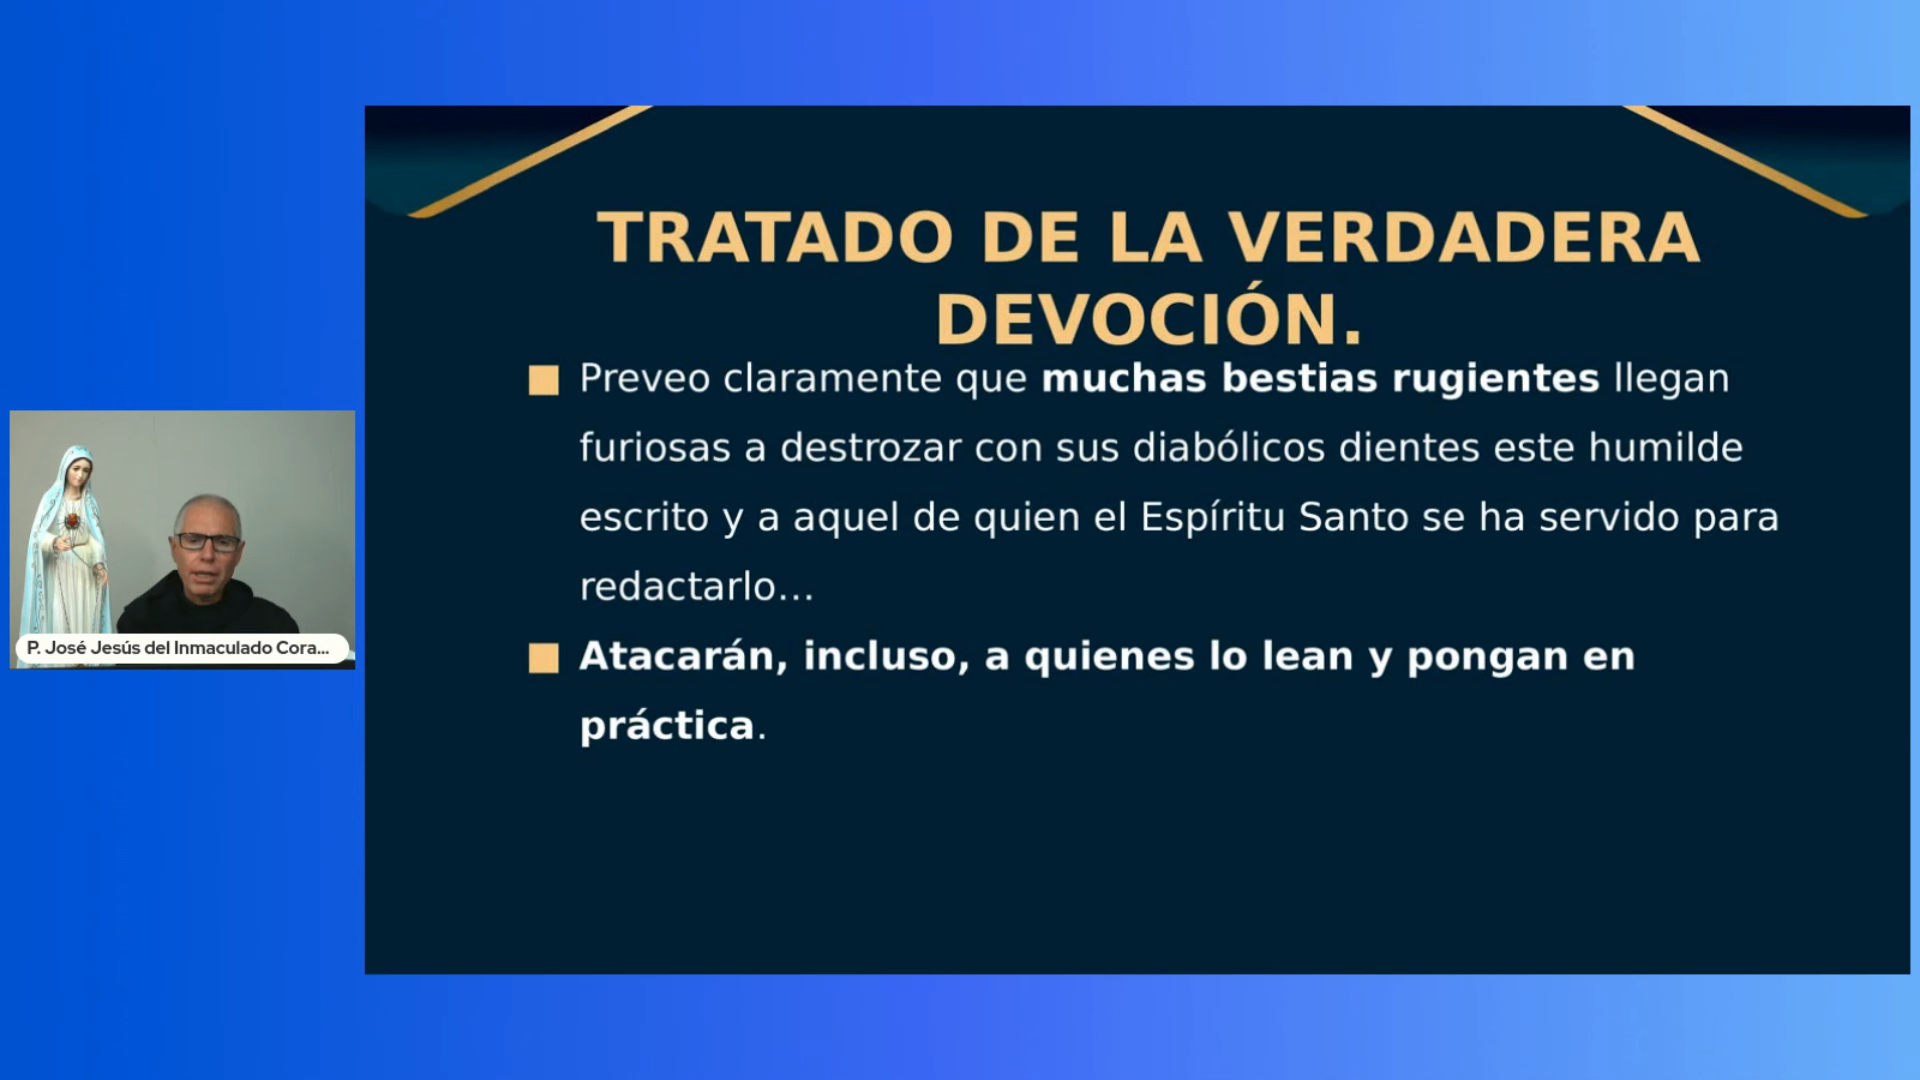 TRATADO DE LA VERDADERA
DEVOCIÓN.
Preveo claramente que muchas bestias rugientes llegan
furiosas a destrozar con sus diabólicos dientes este humilde
escrito y a aquel de quien el Espíritu Santo se ha servido para
redactarlo...
Atacarán, incluso, a quienes lo lean y pongan en
práctica.
P. José Jesús del Inmaculado Cora...